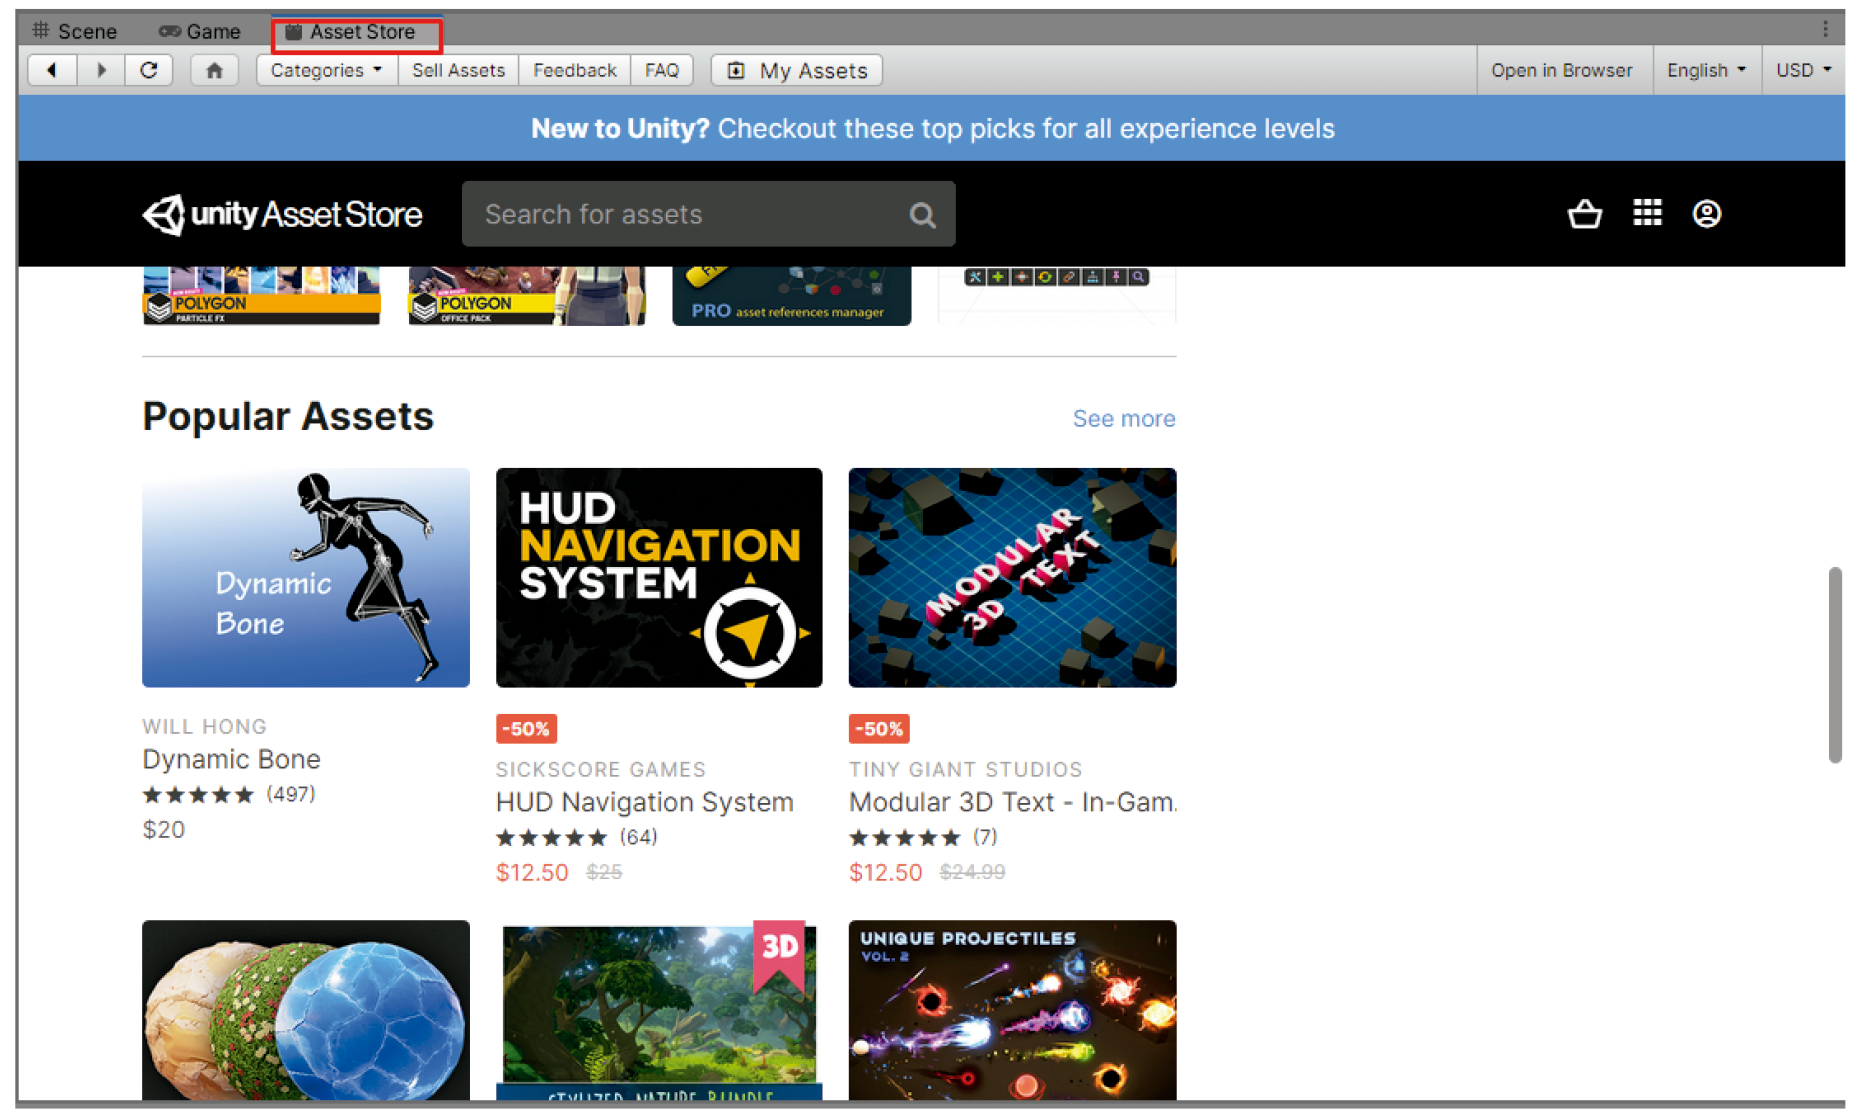 Scene Game Asset Store
Categories Sell Assets Feedback FAQ My Assets Open in Browser English USD
New to Unity? Checkout these top picks for all experience levels
unity Asset Store Search for assets
POLYGON
PARTICLE FX
POLYGON
OFFICE PACK
PRO asset references manager
Popular Assets See more
Dynamic
Bone
HUD
NAVIGATION
SYSTEM
MODULAR
3D TEXT
WILL HONG
Dynamic Bone
(497)
$20
-50%
SICKSCORE GAMES
HUD Navigation System
(64)
$12.50 $25
-50%
TINY GIANT STUDIOS
Modular 3D Text - In-Gam.
(7)
$12.50 $24.99
3D
STYLIZED NATURE BUNDLE
UNIQUE PROJECTILES
VOL. 2